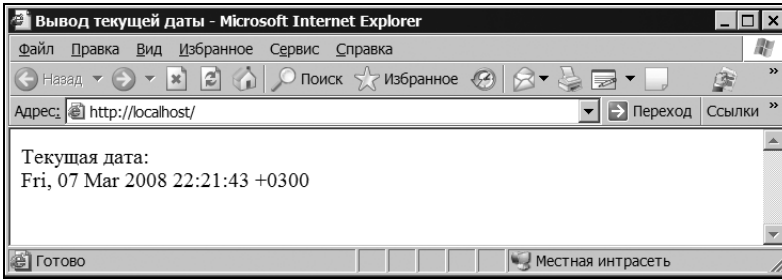 Вывод текущей даты - Microsoft Internet Explorer
Файл Правка Вид Избранное Сервис Справка
Назад Поиск Избранное »
Адрес: http://localhost/ Переход Ссылки »
Текущая дата:
Fri, 07 Mar 2008 22:21:43 +0300
Готово Местная интрасеть